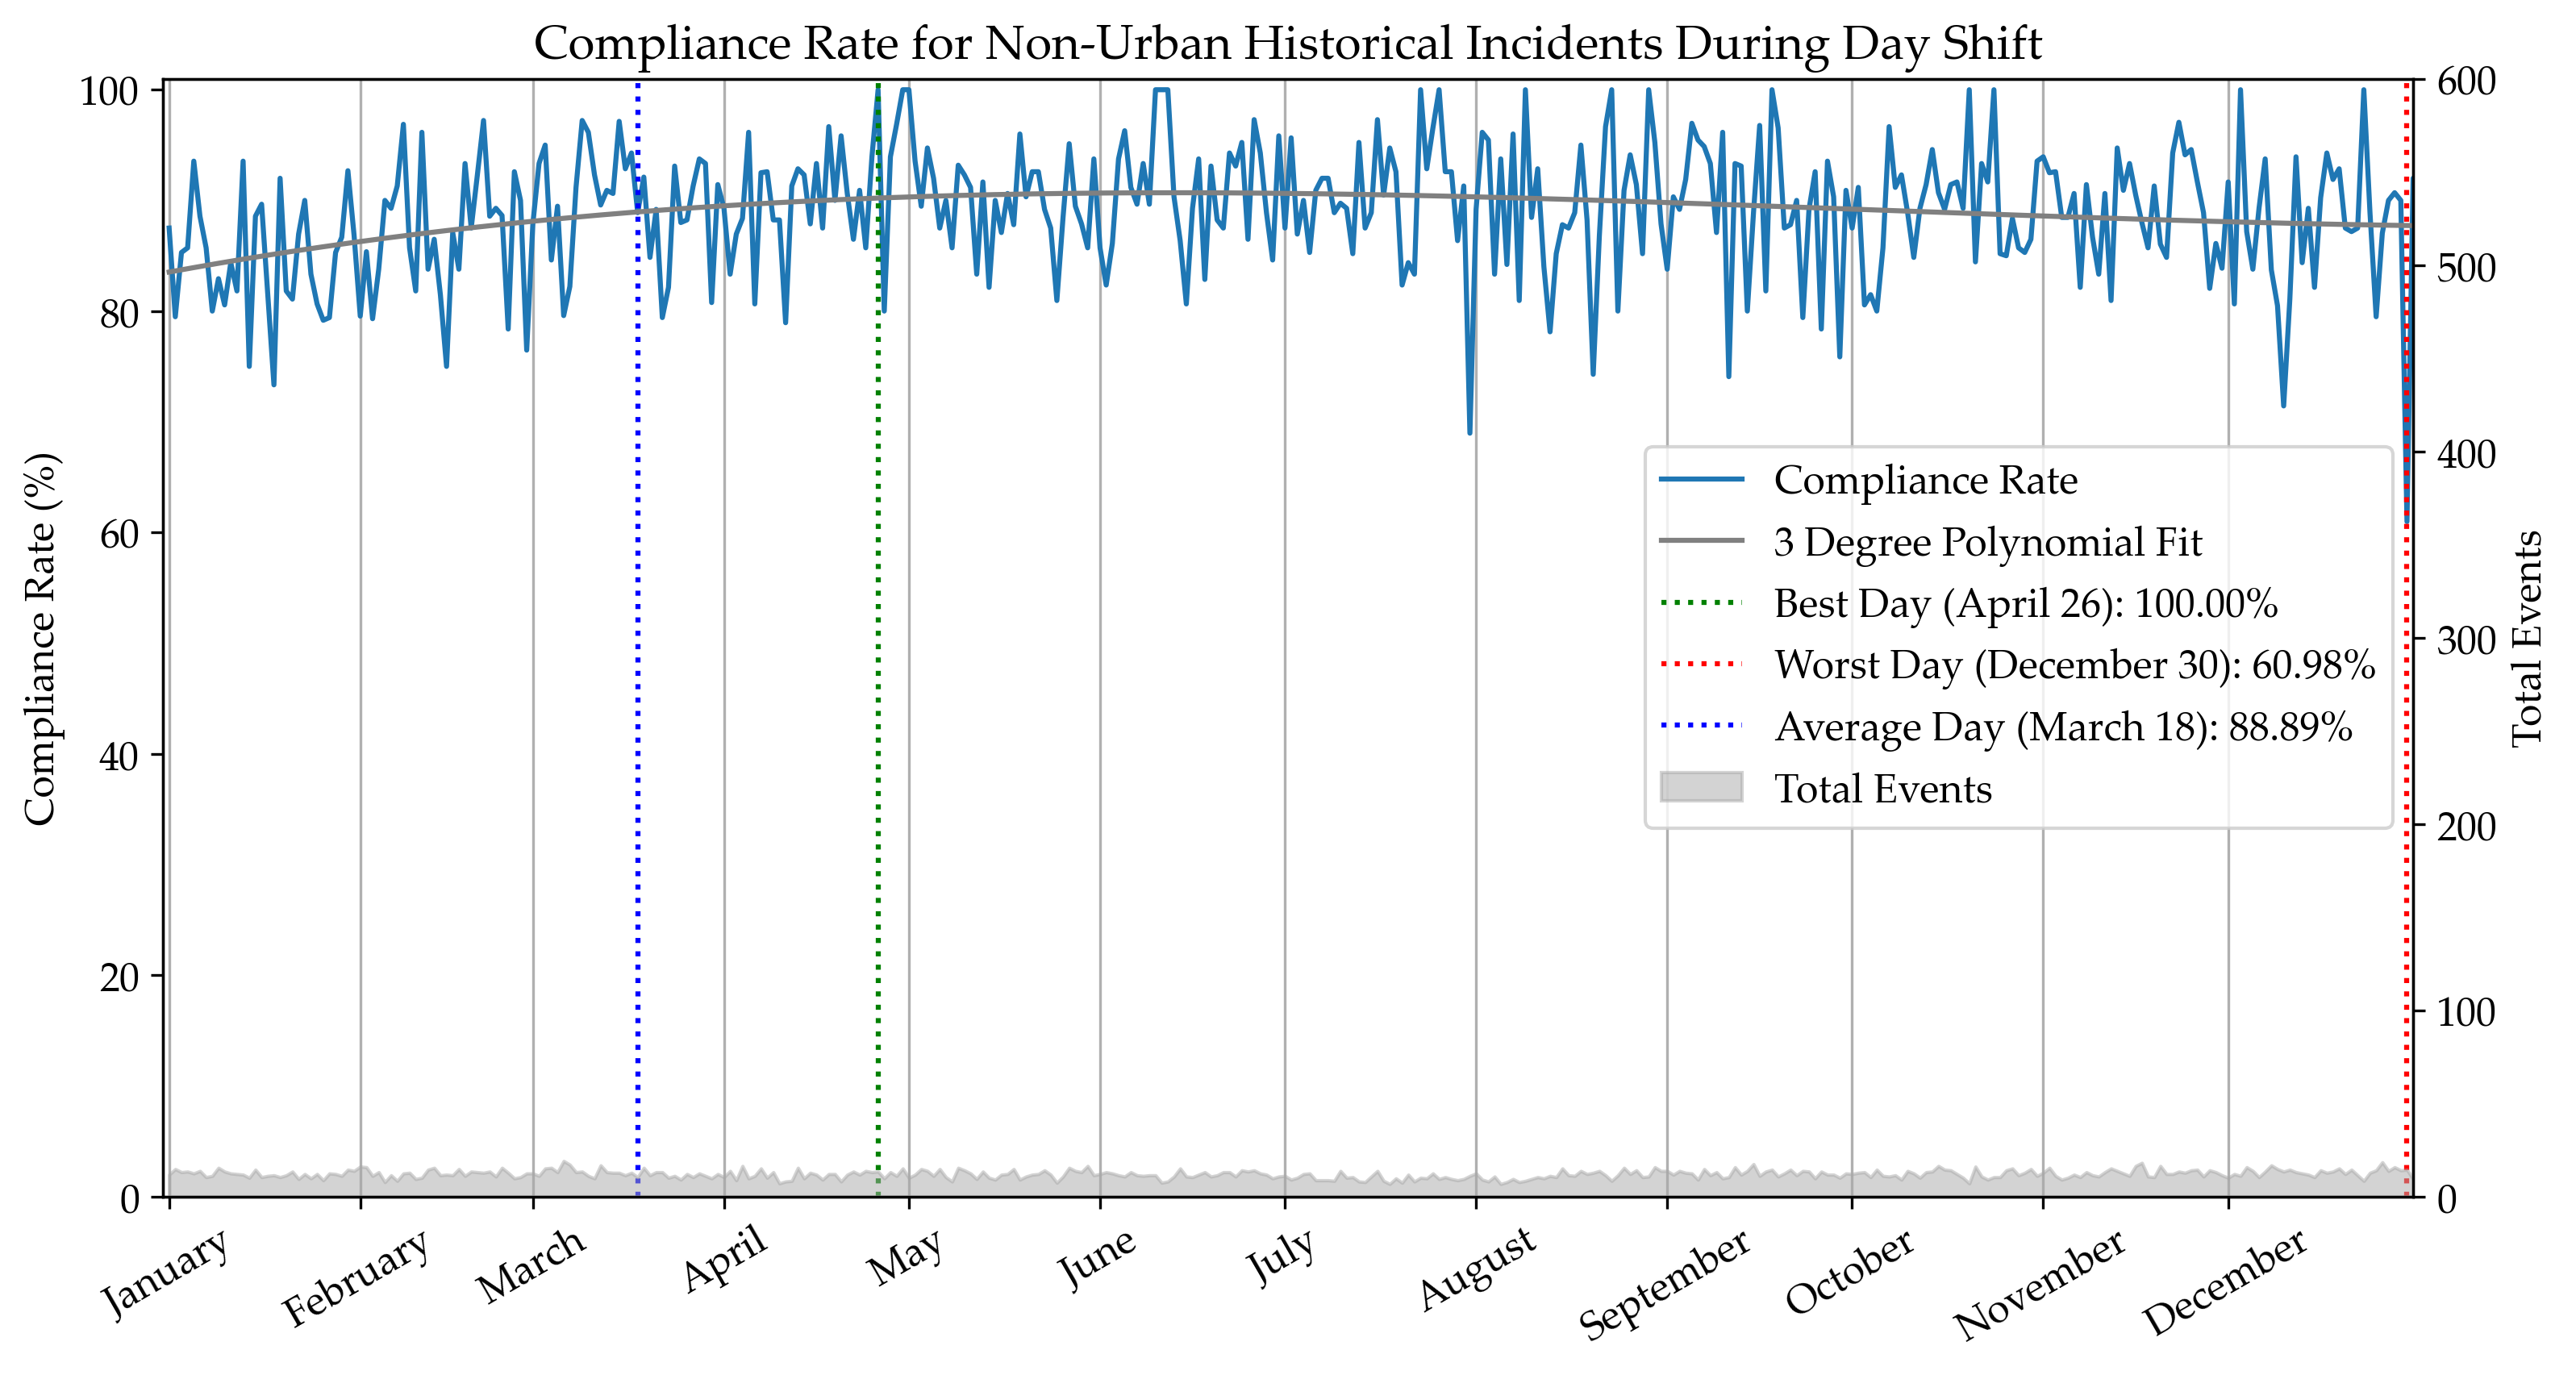 Compliance Rate for Non-Urban Historical Incidents During Day Shift
Compliance Rate (%)
100
80
60
40
20
0
600
500
400
300
200
100
0
Total Events
Compliance Rate
3 Degree Polynomial Fit
Best Day (April 26): 100.00%
Worst Day (December 30): 60.98%
Average Day (March 18): 88.89%
Total Events
January
February
March
April
May
June
July
August
September
October
November
December